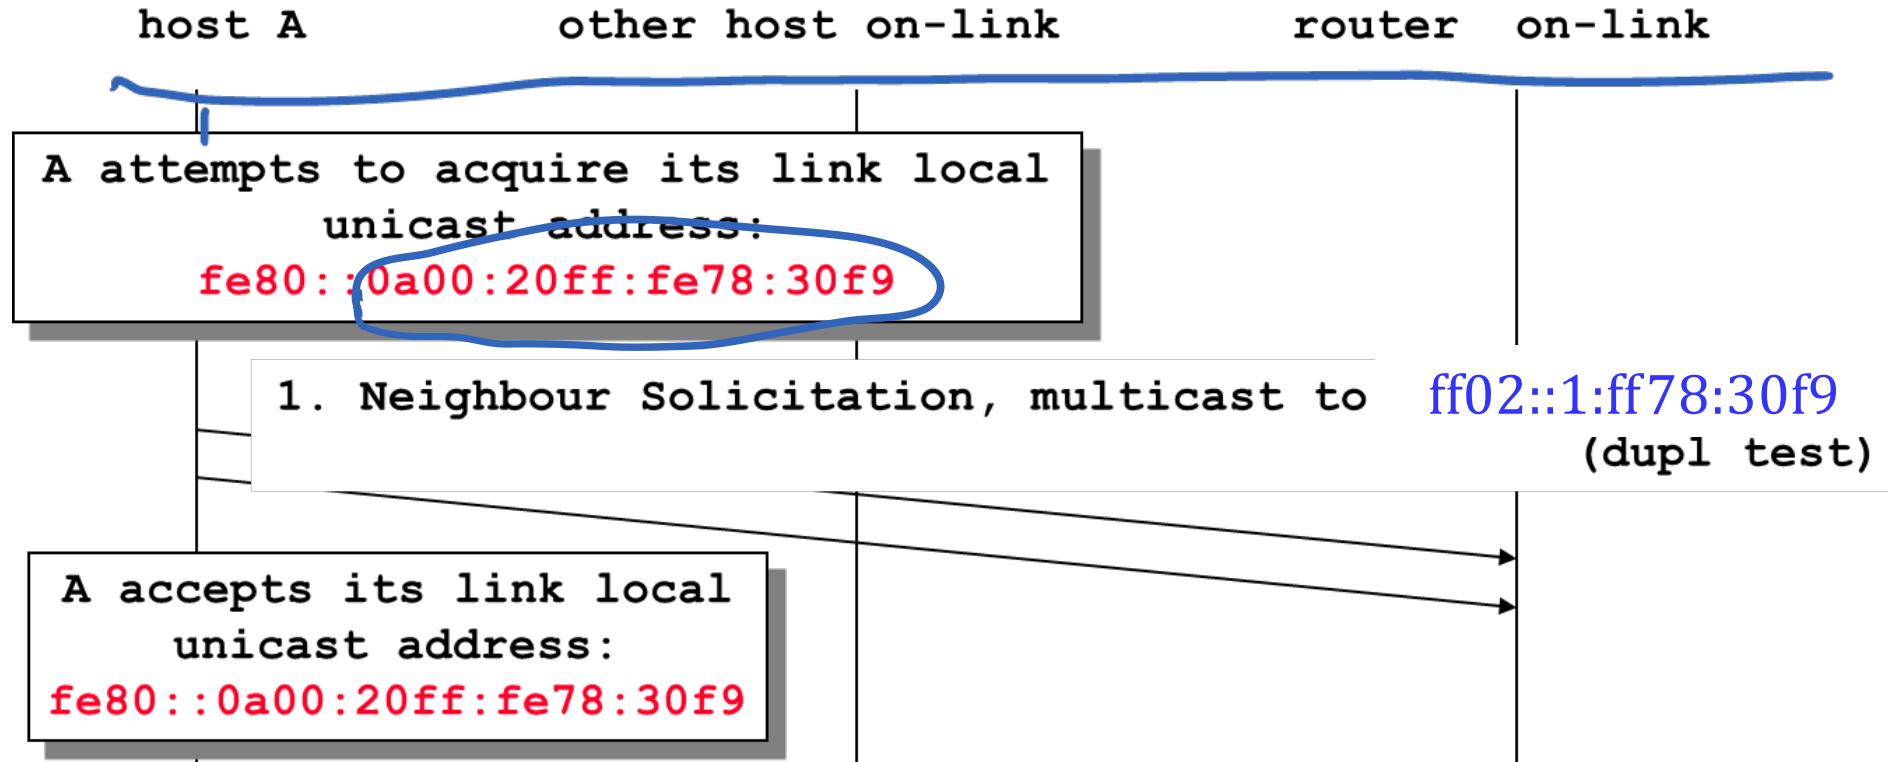 host A other host on-link router on-link
A attempts to acquire its link local
unicast address:
fe80::0a00:20ff:fe78:30f9
1. Neighbour Solicitation, multicast to ff02::1:ff78:30f9
(dupl test)
A accepts its link local
unicast address:
fe80::0a00:20ff:fe78:30f9